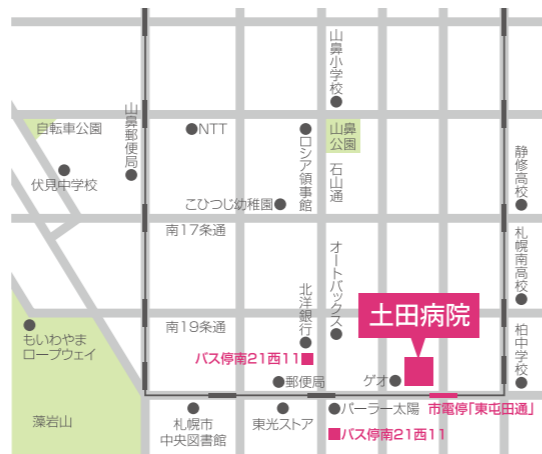 山鼻小学校
自転車公園
山鼻郵便局
NTT
ロシア領事館
山鼻
公園
石山通
静修高校
伏見中学校
こひつじ幼稚園
南17条通
札幌南高校
オートバックス
北洋銀行
土田病院
南19条通
もいわやま
ロープウェイ
バス停南21西11
柏中学校
郵便局
ゲオ
藻岩山
札幌市
中央図書館
東光ストア
パーラー太陽
市電停「東屯田通」
バス停南21西11